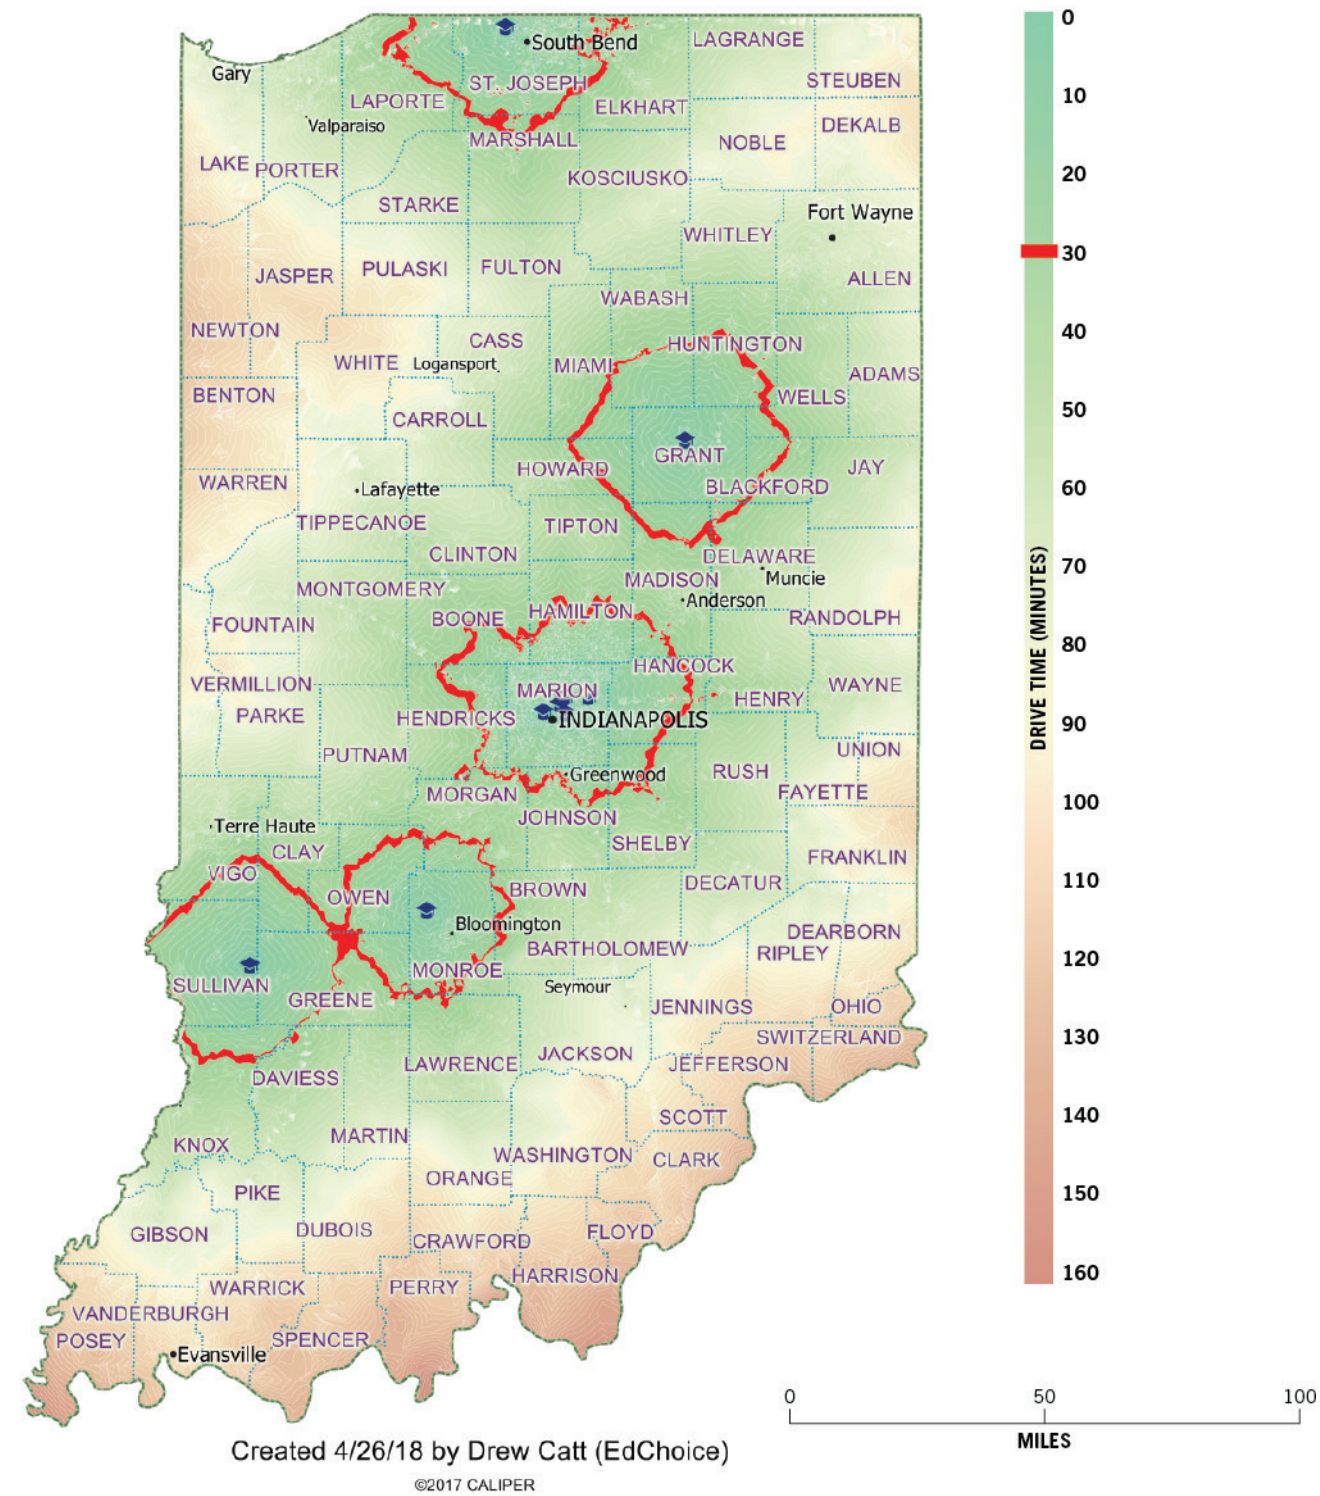 South Bend
LAGRANGE
Gary
ST. JOSEPH
STEUBEN
LAPORTE
ELKHART
Valparaiso
DEKALB
MARSHALL
NOBLE
LAKE
PORTER
KOSCIUSKO
STARKE
Fort Wayne
WHITLEY
JASPER
PULASKI
FULTON
ALLEN
WABASH
NEWTON
CASS
HUNTINGTON
WHITE
Logansport
MIAMI
ADAMS
BENTON
WELLS
CARROLL
GRANT
HOWARD
JAY
WARREN
Lafayette
BLACKFORD
TIPPECANOE
TIPTON
CLINTON
DELAWARE
MONTGOMERY
MADISON
Muncie
Anderson
FOUNTAIN
BOONE
HAMILTON
RANDOLPH
HANCOCK
VERMILLION
MARION
HENRY
WAYNE
PARKE
HENDRICKS
INDIANAPOLIS
PUTNAM
UNION
Greenwood
RUSH
MORGAN
FAYETTE
JOHNSON
Terre Haute
CLAY
SHELBY
FRANKLIN
VIGO
OWEN
BROWN
DECATUR
Bloomington
DEARBORN
BARTHOLOMEW
RIPLEY
MONROE
SULLIVAN
GREENE
Seymour
JENNINGS
OHIO
SWITZERLAND
LAWRENCE
JACKSON
JEFFERSON
DAVIESS
SCOTT
KNOX
MARTIN
WASHINGTON
CLARK
ORANGE
PIKE
GIBSON
DUBOIS
CRAWFORD
FLOYD
WARRICK
PERRY
HARRISON
VANDERBURGH
POSEY
SPENCER
Evansville
0
10
20
30
40
50
60
70
80
90
100
110
120
130
140
150
160
DRIVE TIME (MINUTES)
0 50 100
MILES
Created 4/26/18 by Drew Catt (EdChoice)
©2017 CALIPER